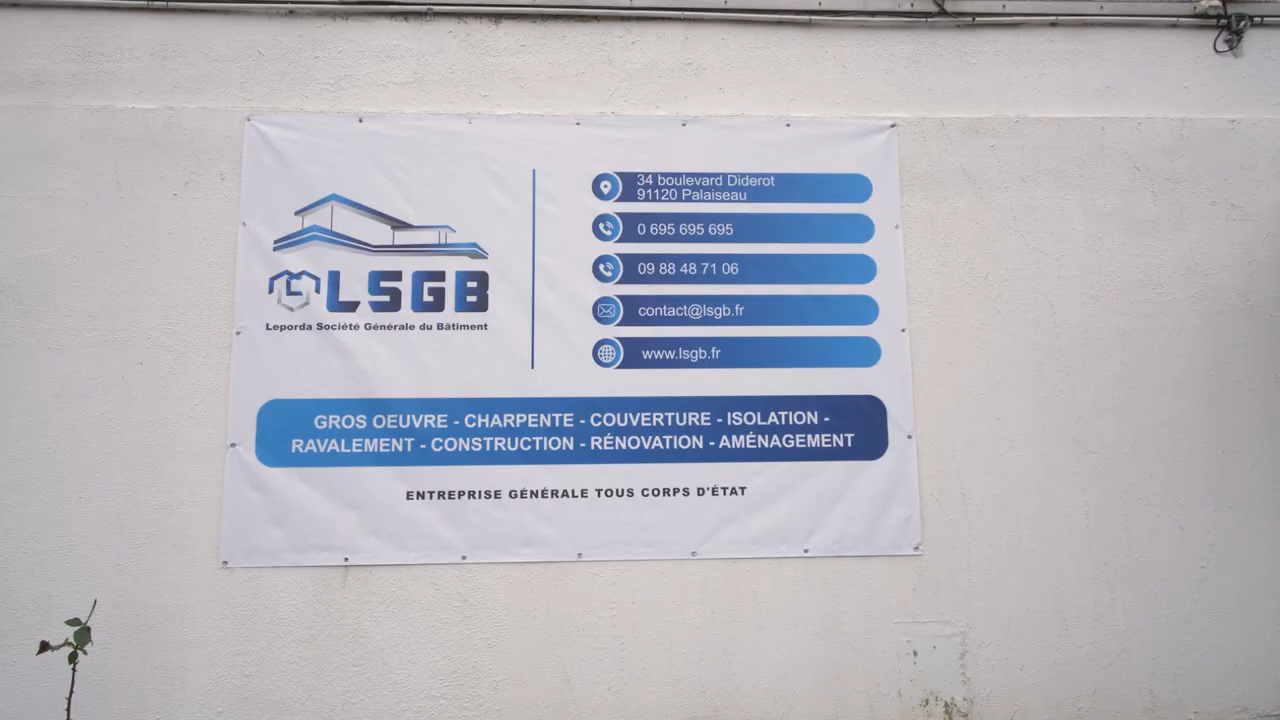 LSGB
Leporda Société Générale du Bâtiment
34 boulevard Diderot
91120 Palaiseau
0 695 695 695
09 88 48 71 06
contact@lsgb.fr
www.lsgb.fr
GROS OEUVRE - CHARPENTE - COUVERTURE - ISOLATION -
RAVALEMENT - CONSTRUCTION - RÉNOVATION - AMÉNAGEMENT
ENTREPRISE GÉNÉRALE TOUS CORPS D'ÉTAT